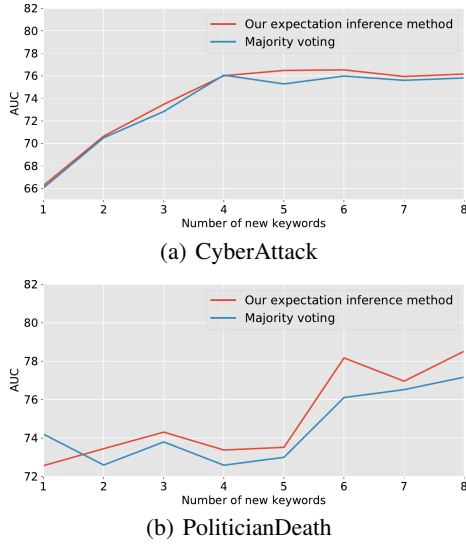 82
80
78
76
74
72
70
68
66
AUC
Our expectation inference method
Majority voting
1 2 3 4 5 6 7 8
Number of new keywords
(a) CyberAttack
82
80
78
76
74
72
AUC
Our expectation inference method
Majority voting
1 2 3 4 5 6 7 8
Number of new keywords
(b) PoliticianDeath